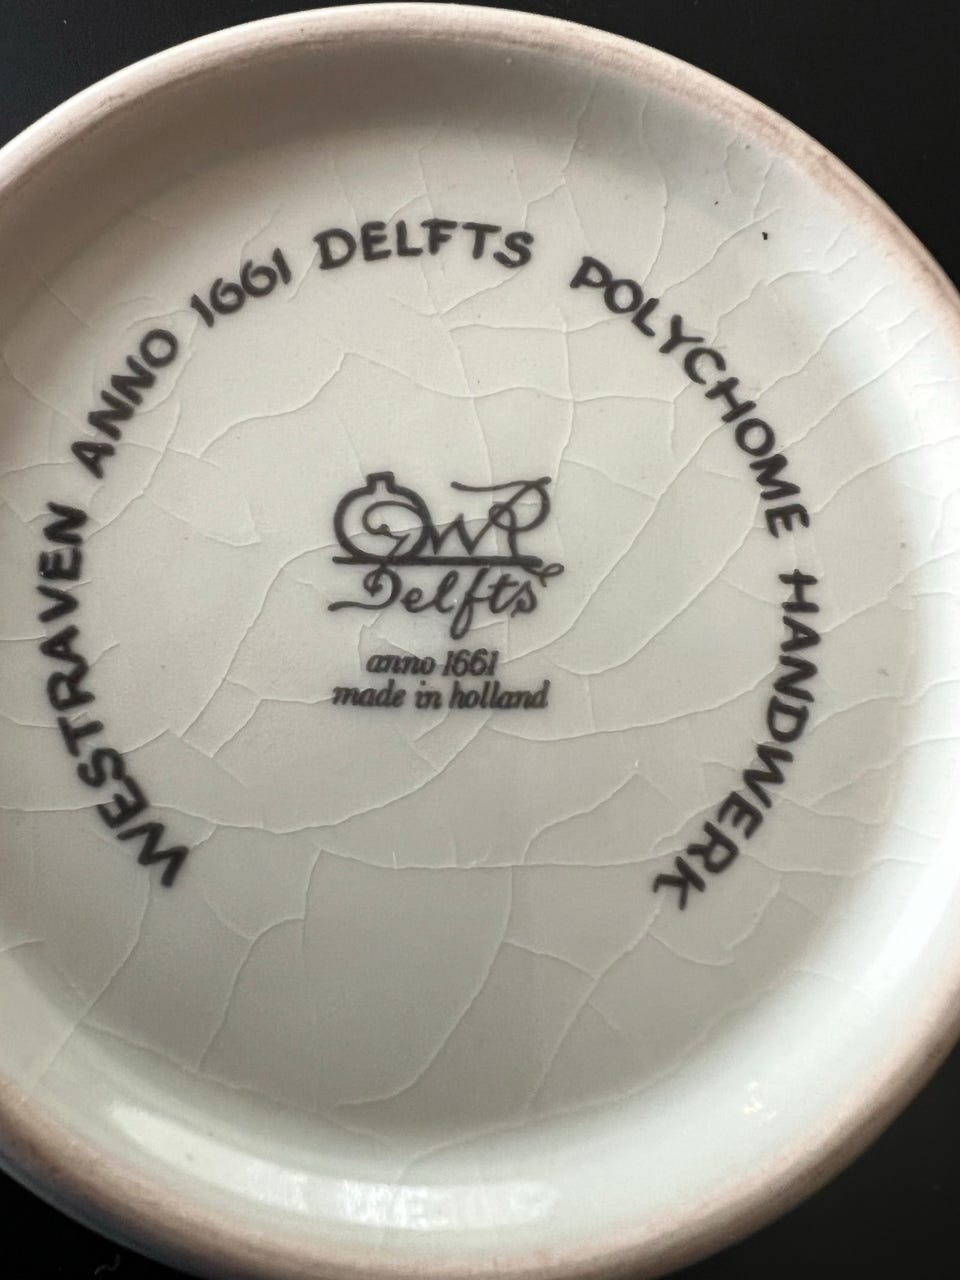 WESTRAVEN ANNO 1661 DELFTS POLYCHOME HANDWERK
Delfts
anno 1661
made in holland